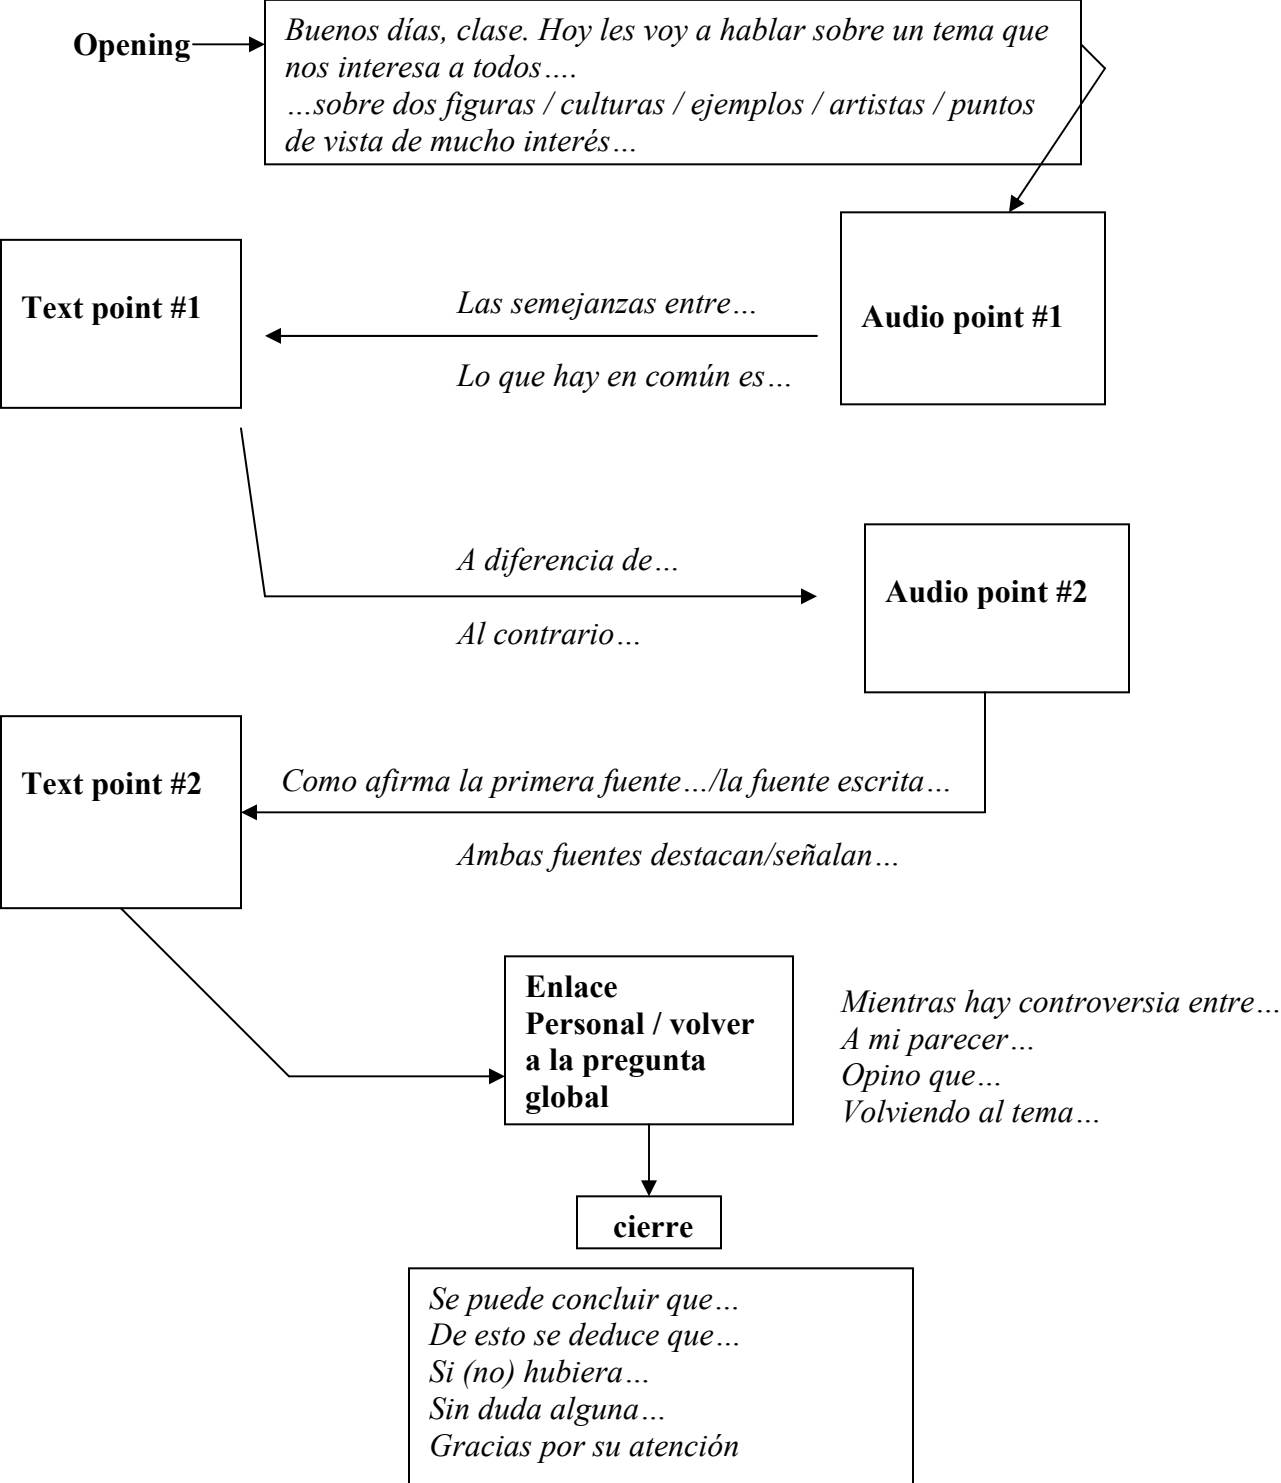 Opening
Buenos días, clase. Hoy les voy a hablar sobre un tema que
nos interesa a todos….
…sobre dos figuras / culturas / ejemplos / artistas / puntos
de vista de mucho interés…
Audio point #1
Las semejanzas entre…
Lo que hay en común es…
Text point #1
A diferencia de…
Al contrario…
Audio point #2
Como afirma la primera fuente…/la fuente escrita…
Ambas fuentes destacan/señalan…
Text point #2
Enlace
Personal / volver
a la pregunta
global
Mientras hay controversia entre…
A mi parecer…
Opino que…
Volviendo al tema…
cierre
Se puede concluir que…
De esto se deduce que…
Si (no) hubiera…
Sin duda alguna…
Gracias por su atención